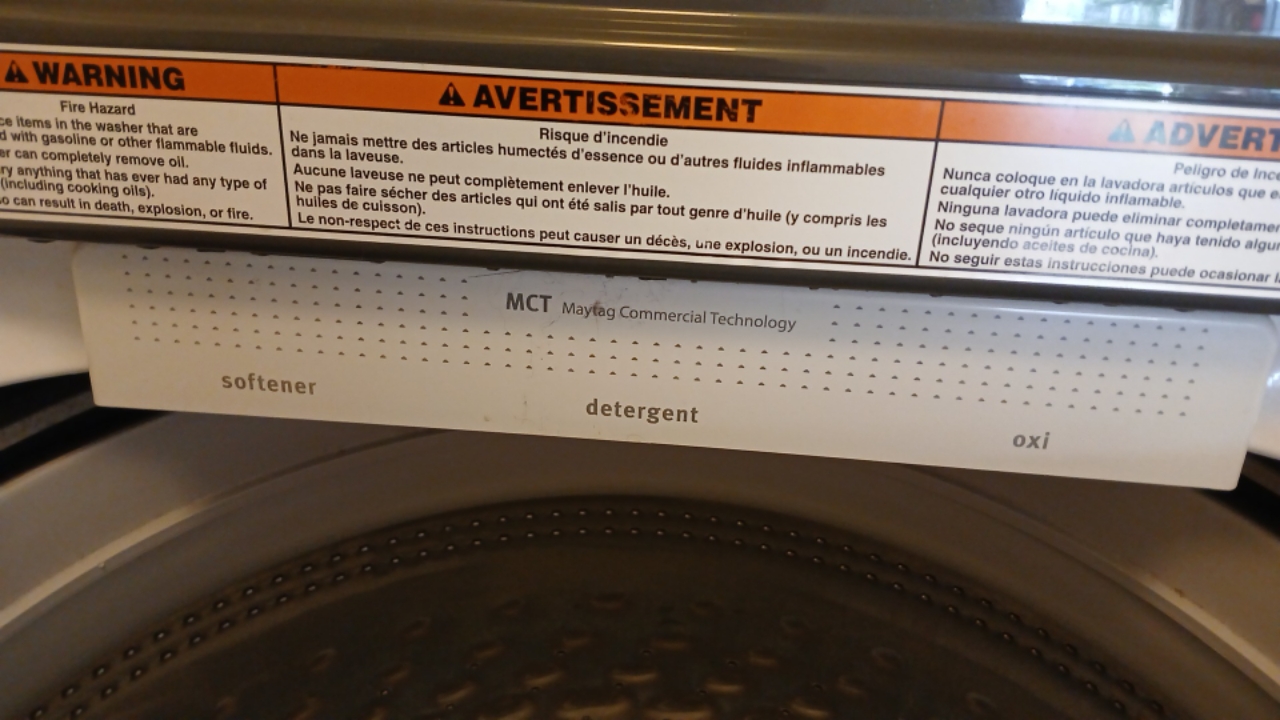 WARNING
Fire Hazard
items in the washer that are
with gasoline or other flammable fluids.
can completely remove oil.
anything that has ever had any type of
(including cooking oils).
can result in death, explosion, or fire.
AVERTISSEMENT
Risque d'incendie
Ne jamais mettre des articles humectés d'essence ou d'autres fluides inflammables
dans la laveuse.
Aucune laveuse ne peut complètement enlever l'huile.
Ne pas faire sécher des articles qui ont été salis par tout genre d'huile (y compris les
huiles de cuisson).
Le non-respect de ces instructions peut causer un décès, une explosion, ou un incendie.
ADVERT
Peligro de Ince
Nunca coloque en la lavadora artículos que e
cualquier otro líquido inflamable.
Ninguna lavadora puede eliminar completamen
No seque ningún artículo que haya tenido algu
(incluyendo aceites de cocina).
No seguir estas instrucciones puede ocasionar l
MCT Maytag Commercial Technology
softener
detergent
oxi